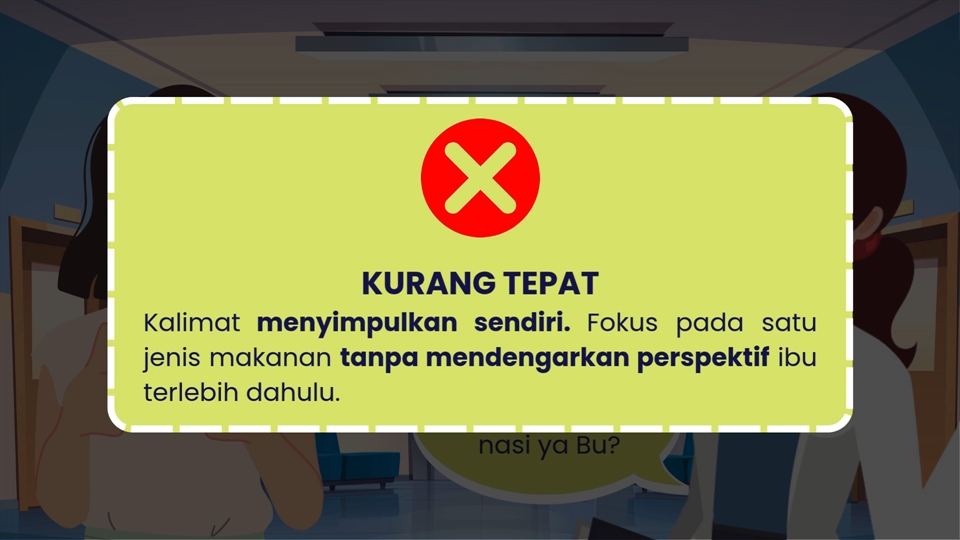 KURANG TEPAT
Kalimat menyimpulkan sendiri. Fokus pada satu
jenis makanan tanpa mendengarkan perspektif ibu
terlebih dahulu.
nasi ya Bu?